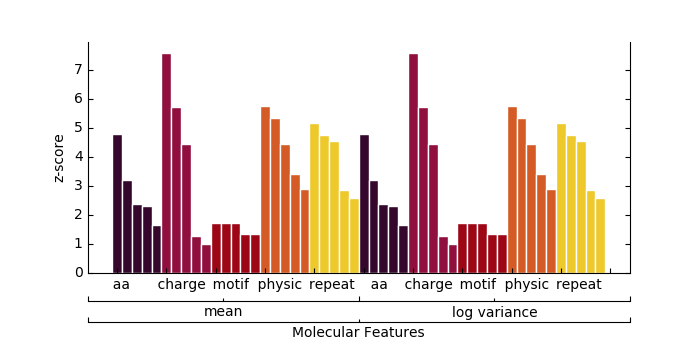 7
6
5
4
3
2
1
0
z-score
aa charge motif physic repeat aa charge motif physic repeat
mean log variance
Molecular Features